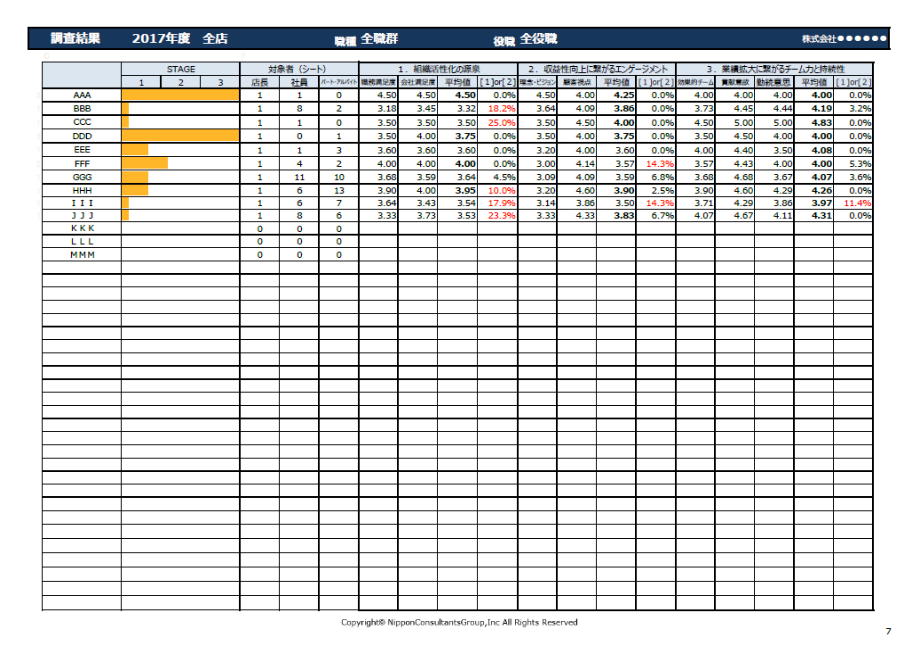 調査結果 2017年度 全店 職種 全職群 役職 全役職 株式会社●●●●●●
STAGE 対象者（シート） 1．組織活性化の原泉 2．収益性向上に繋がるエンゲージメント 3．業績拡大に繋がるチーム力と持続性
1 2 3 店長 社員 パート・アルバイト 職務満足度 会社満足度 平均値 [1]or[2] 理念・ビジョン 顧客視点 平均値 [1]or[2] 効果的チーム 貢献意欲 勤続意思 平均値 [1]or[2]
AAA 1 1 0 4.50 4.50 4.50 0.0% 4.50 4.00 4.25 0.0% 4.00 4.00 4.00 4.00 0.0%
BBB 1 8 2 3.18 3.45 3.32 18.2% 3.64 4.09 3.86 0.0% 3.73 4.45 4.44 4.19 3.2%
CCC 1 1 0 3.50 3.50 3.50 25.0% 3.50 4.50 4.00 0.0% 4.50 5.00 5.00 4.83 0.0%
DDD 1 0 1 3.50 4.00 3.75 0.0% 3.50 4.00 3.75 0.0% 3.50 4.50 4.00 4.00 0.0%
EEE 1 1 3 3.60 3.60 3.60 0.0% 3.20 4.00 3.60 0.0% 4.00 4.40 3.50 4.08 0.0%
FFF 1 4 2 4.00 4.00 4.00 0.0% 3.00 4.14 3.57 14.3% 3.57 4.43 4.00 4.00 5.3%
GGG 1 11 10 3.68 3.59 3.64 4.5% 3.09 4.09 3.59 6.8% 3.68 4.68 3.67 4.07 3.6%
HHH 1 6 13 3.90 4.00 3.95 10.0% 3.20 4.60 3.90 2.5% 3.90 4.60 4.29 4.26 0.0%
III 1 6 7 3.64 3.43 3.54 17.9% 3.14 3.86 3.50 14.3% 3.71 4.29 3.86 3.97 11.4%
JJJ 1 8 6 3.33 3.73 3.53 23.3% 3.33 4.33 3.83 6.7% 4.07 4.67 4.11 4.31 0.0%
KKK 0 0 0
LLL 0 0 0
MMM 0 0 0
Copyright© NipponConsultantsGroup,Inc All Rights Reserved
7